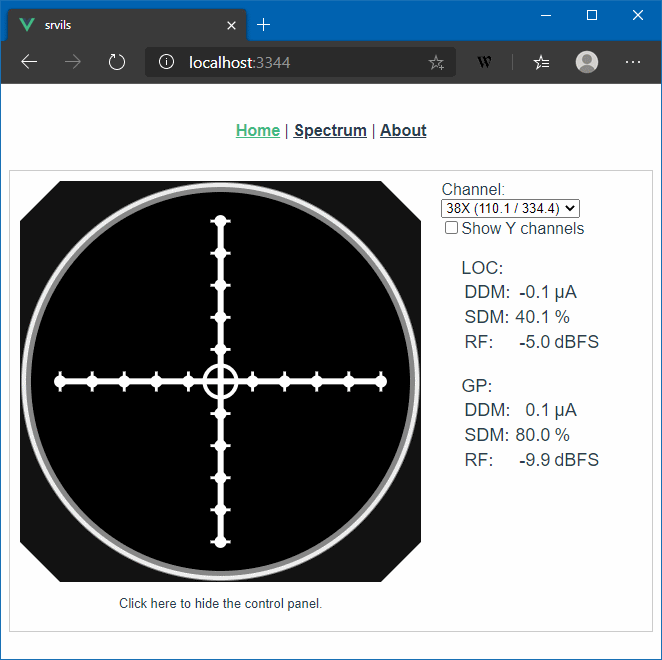 srvils
localhost:3344
W
Home | Spectrum | About
Channel:
38X (110.1 / 334.4)
Show Y channels
LOC:
DDM: -0.1 µA
SDM: 40.1 %
RF: -5.0 dBFS
GP:
DDM: 0.1 µA
SDM: 80.0 %
RF: -9.9 dBFS
Click here to hide the control panel.